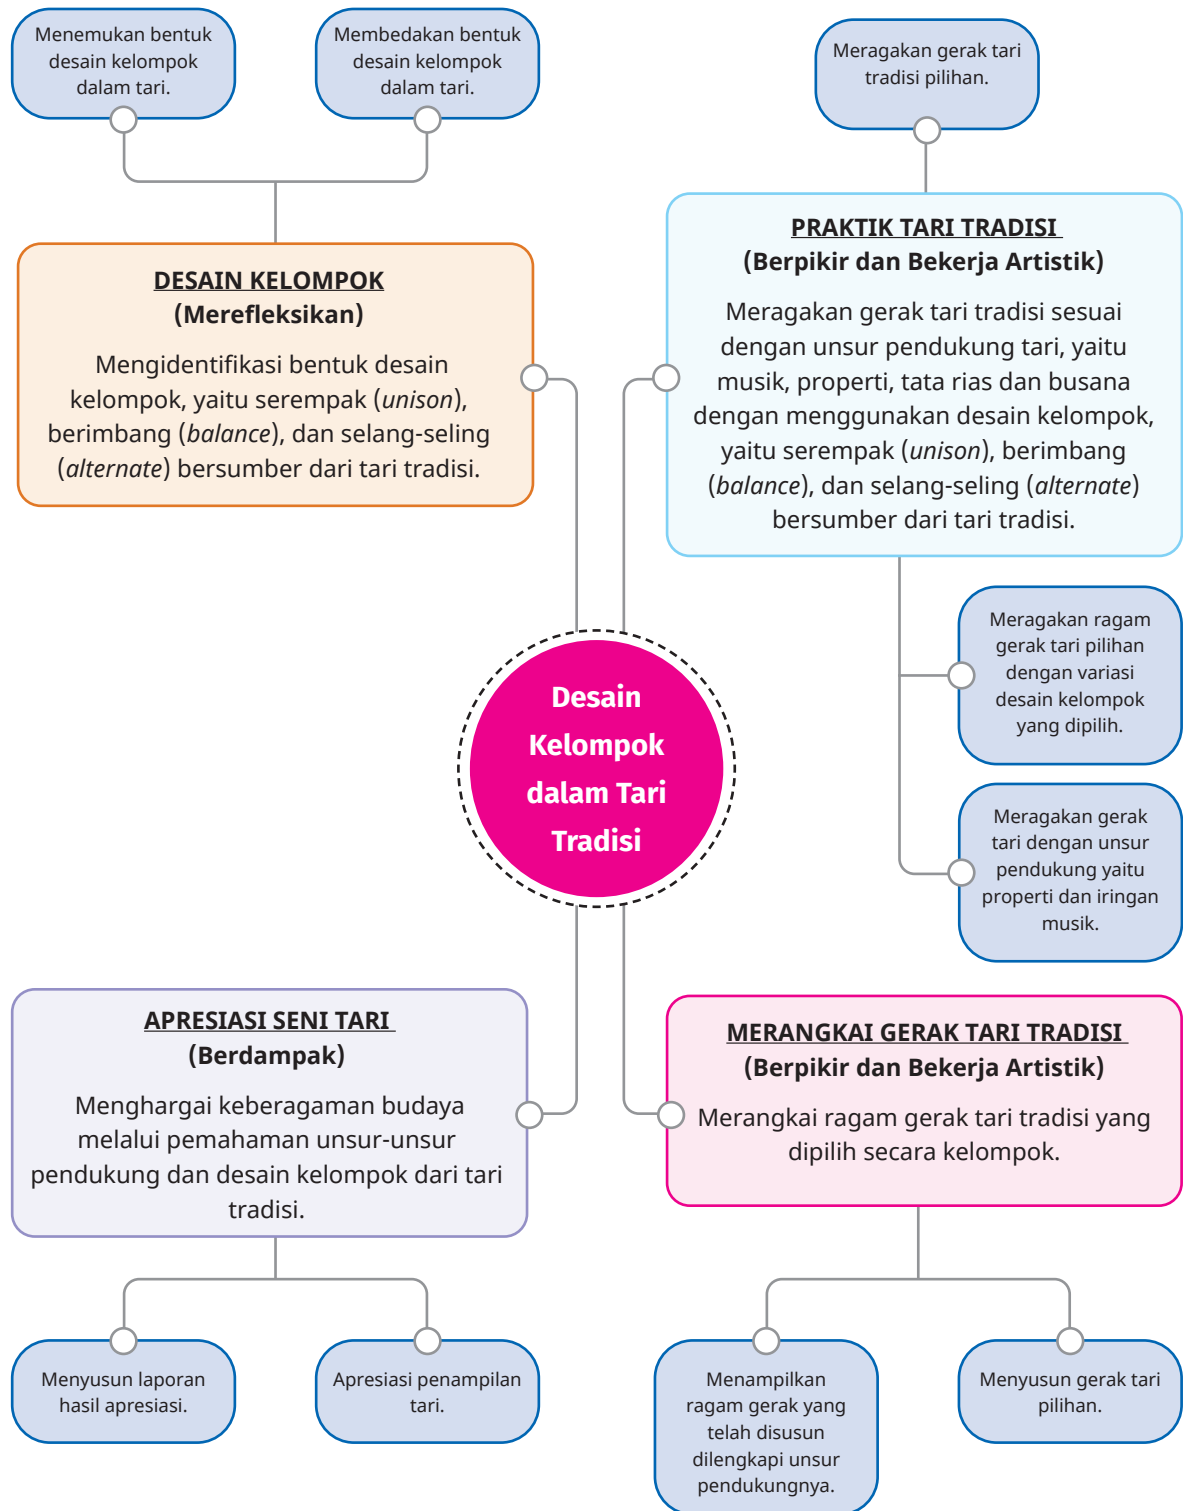 Menemukan bentuk
desain kelompok
dalam tari.
Membedakan bentuk
desain kelompok
dalam tari.
Meragakan gerak tari
tradisi pilihan.
DESAIN KELOMPOK
(Merefleksikan)
Mengidentifikasi bentuk desain
kelompok, yaitu serempak (unison),
berimbang (balance), dan selang-seling
(alternate) bersumber dari tari tradisi.
PRAKTIK TARI TRADISI
(Berpikir dan Bekerja Artistik)
Meragakan gerak tari tradisi sesuai
dengan unsur pendukung tari, yaitu
musik, properti, tata rias dan busana
dengan menggunakan desain kelompok,
yaitu serempak (unison), berimbang
(balance), dan selang-seling (alternate)
bersumber dari tari tradisi.
Meragakan ragam
gerak tari pilihan
dengan variasi
desain kelompok
yang dipilih.
Meragakan gerak
tari dengan unsur
pendukung yaitu
properti dan iringan
musik.
Desain
Kelompok
dalam Tari
Tradisi
APRESIASI SENI TARI
(Berdampak)
Menghargai keberagaman budaya
melalui pemahaman unsur-unsur
pendukung dan desain kelompok dari tari
tradisi.
MERANGKAI GERAK TARI TRADISI
(Berpikir dan Bekerja Artistik)
Merangkai ragam gerak tari tradisi yang
dipilih secara kelompok.
Menyusun laporan
hasil apresiasi.
Apresiasi penampilan
tari.
Menampilkan
ragam gerak yang
telah disusun
dilengkapi unsur
pendukungnya.
Menyusun gerak tari
pilihan.